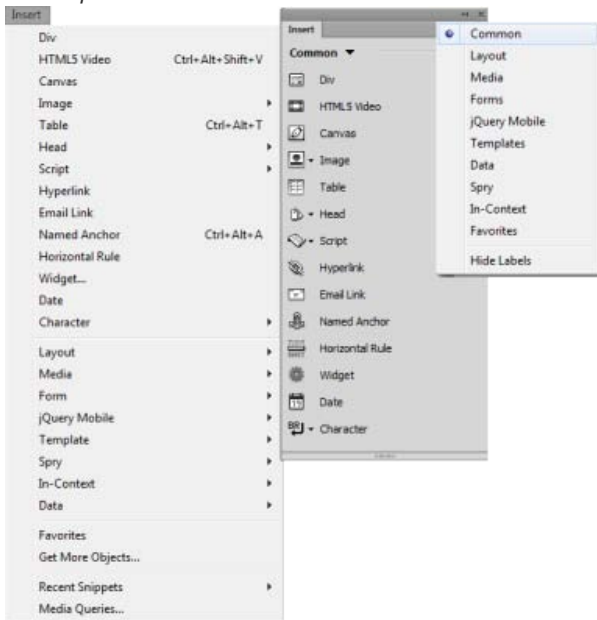 Insert
Div
HTML5 Video Ctrl+Alt+Shift+V
Canvas
Image
Table Ctrl+Alt+T
Head
Script
Hyperlink
Email Link
Named Anchor Ctrl+Alt+A
Horizontal Rule
Widget...
Date
Character
Layout
Media
Form
jQuery Mobile
Template
Spry
In-Context
Data
Favorites
Get More Objects...
Recent Snippets
Media Queries...
Insert
Common
Div
HTML5 Video
Canvas
Image
Table
Head
Script
Hyperlink
Email Link
Named Anchor
Horizontal Rule
Widget
Date
Character
Common
Layout
Media
Forms
jQuery Mobile
Templates
Data
Spry
In-Context
Favorites
Hide Labels